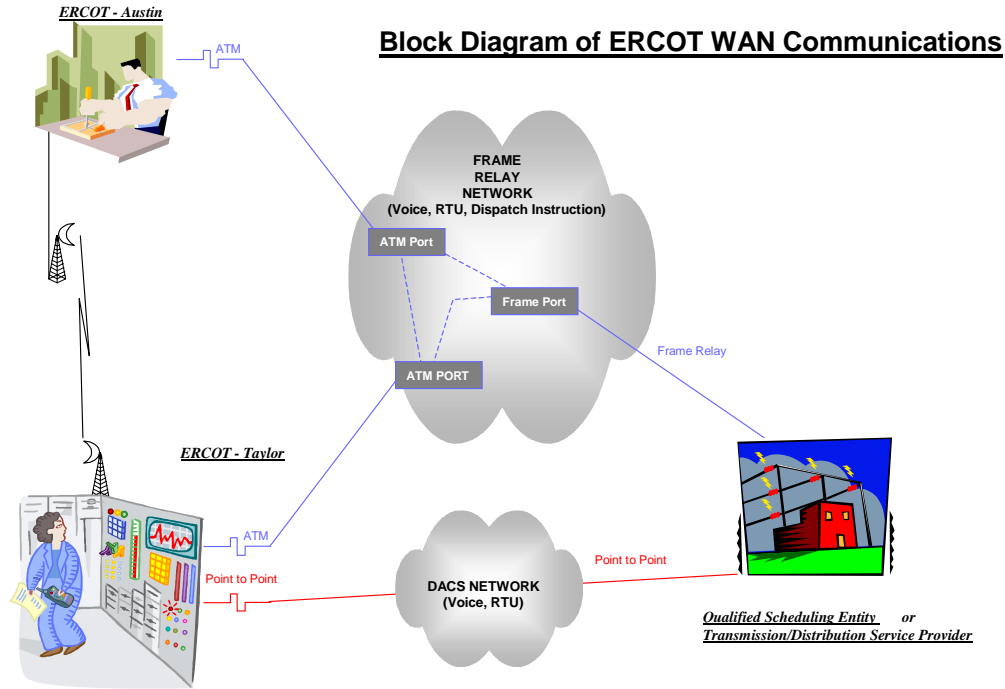 ERCOT - Austin
Block Diagram of ERCOT WAN Communications
ATM
FRAME
RELAY
NETWORK
(Voice, RTU, Dispatch Instruction)
ATM Port
Frame Port
Frame Relay
ATM PORT
ERCOT - Taylor
ATM
Point to Point
DACS NETWORK
(Voice, RTU)
Point to Point
Qualified Scheduling Entity or
Transmission/Distribution Service Provider